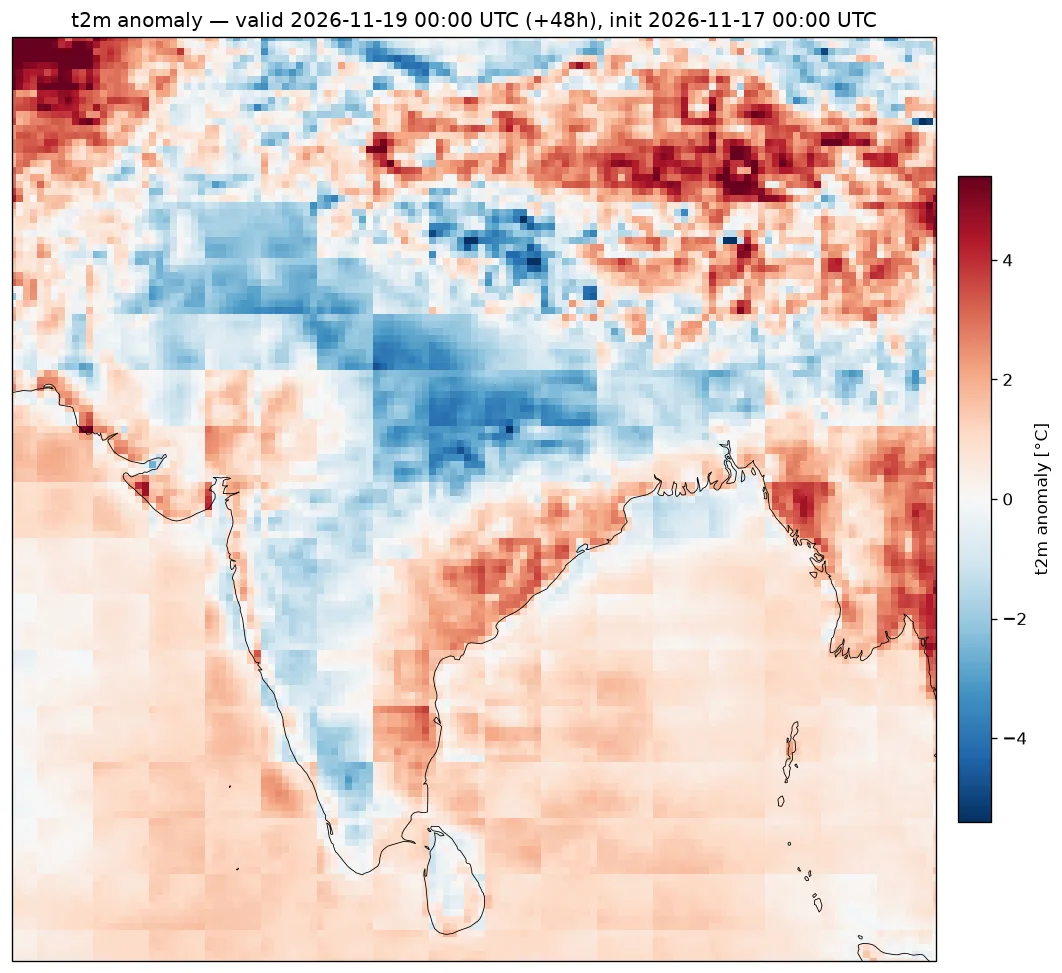 t2m anomaly — valid 2026-11-19 00:00 UTC (+48h), init 2026-11-17 00:00 UTC
4
2
0
−2
−4
t2m anomaly [°C]